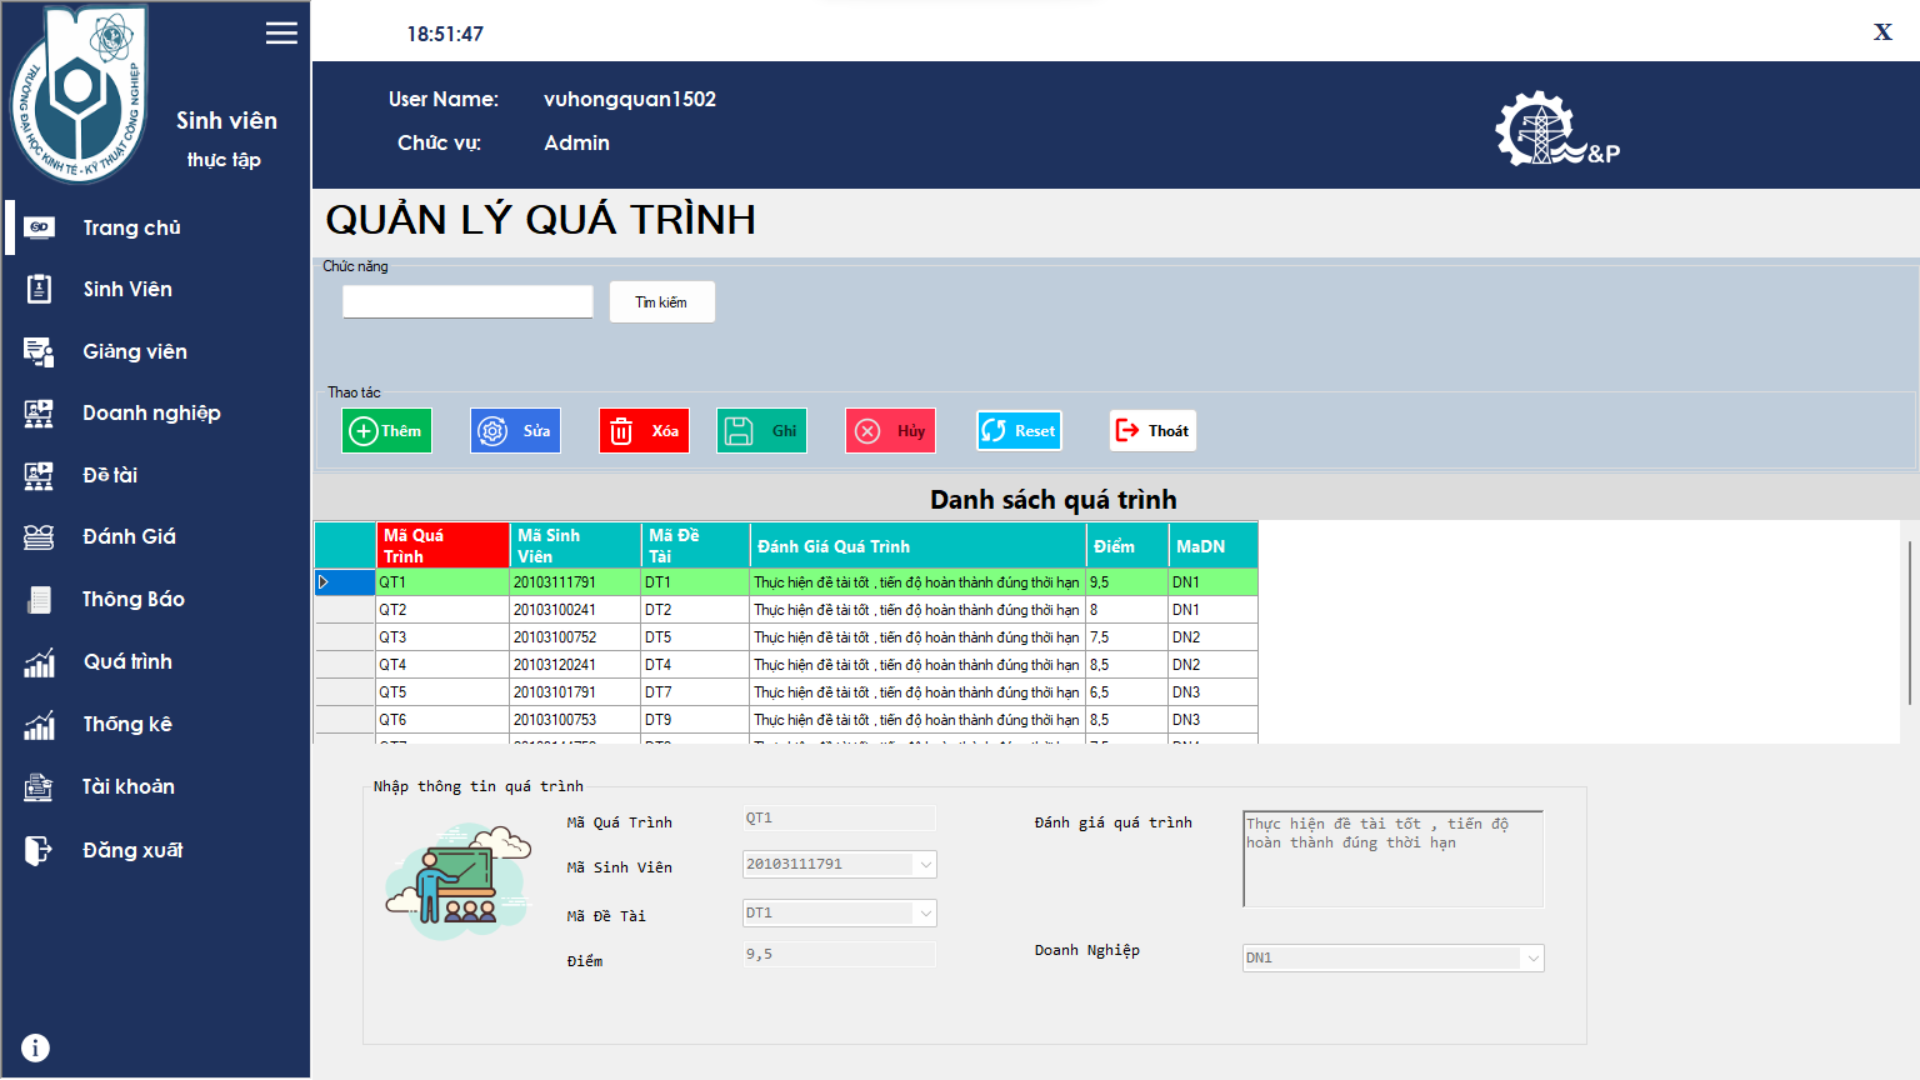 TRƯỜNG ĐẠI HỌC KINH TẾ - KỸ THUẬT CÔNG NGHIỆP
Sinh viên
thực tập
Trang chủ
Sinh Viên
Giảng viên
Doanh nghiệp
Đề tài
Đánh Giá
Thông Báo
Quá trình
Thống kê
Tài khoản
Đăng xuất
18:51:47
X
User Name: vuhongquan1502
Chức vụ: Admin
&P
QUẢN LÝ QUÁ TRÌNH
Chức năng
Tìm kiếm
Thao tác
Thêm Sửa Xóa Ghi Hủy Reset Thoát
Danh sách quá trình
Mã Quá Trình Mã Sinh Viên Mã Đề Tài Đánh Giá Quá Trình Điểm MaDN
QT1 20103111791 DT1 Thực hiện đề tài tốt , tiến độ hoàn thành đúng thời hạn 9,5 DN1
QT2 20103100241 DT2 Thực hiện đề tài tốt , tiến độ hoàn thành đúng thời hạn 8 DN1
QT3 20103100752 DT5 Thực hiện đề tài tốt , tiến độ hoàn thành đúng thời hạn 7,5 DN2
QT4 20103120241 DT4 Thực hiện đề tài tốt , tiến độ hoàn thành đúng thời hạn 8,5 DN2
QT5 20103101791 DT7 Thực hiện đề tài tốt , tiến độ hoàn thành đúng thời hạn 6,5 DN3
QT6 20103100753 DT9 Thực hiện đề tài tốt , tiến độ hoàn thành đúng thời hạn 8,5 DN3
Nhập thông tin quá trình
Mã Quá Trình QT1
Mã Sinh Viên 20103111791
Mã Đề Tài DT1
Điểm 9,5
Đánh giá quá trình
Thực hiện đề tài tốt , tiến độ
hoàn thành đúng thời hạn
Doanh Nghiệp DN1